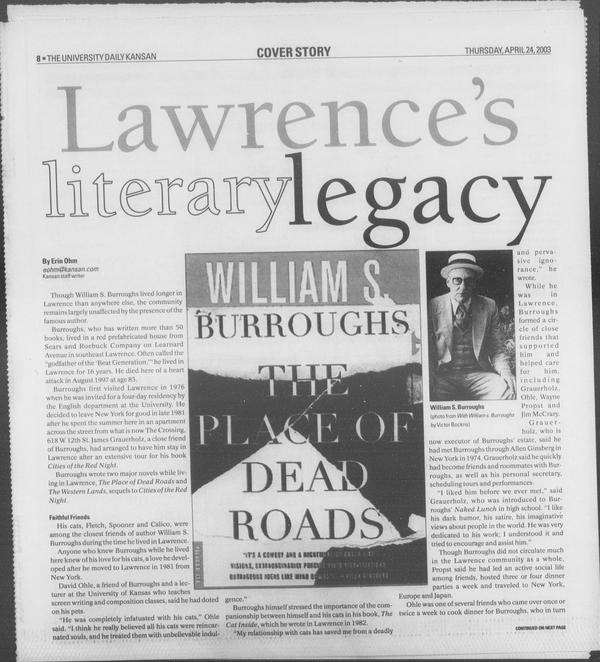 8 • THE UNIVERSITY DAILY KANSAN
COVER STORY
THURSDAY, APRIL 24, 2003
Lawrence's
literary legacy
By Erin Ohm
eohm@kansan.com
Kansan staff writer
Though William S. Burroughs lived longer in
Lawrence than anywhere else, the community
remains largely unaffected by the presence of the
famous author.
Burroughs, who has written more than 50
books, lived in a red prefabricated house from
Sears and Roebuck Company on Learnard
Avenue in southeast Lawrence. Often called the
"godfather of the 'Beat Generation,'" he lived in
Lawrence for 16 years. He died here of a heart
attack in August 1997 at age 83.
Burroughs first visited Lawrence in 1976
when he was invited for a four-day residency by
the English department at the University. He
decided to leave New York for good in late 1981
after he spent the summer here in an apartment
across the street from what is now The Crossing,
618 W. 12th St. James Grauerholz, a close friend
of Burroughs, had arranged to have him stay in
Lawrence after an extensive tour for his book
Cities of the Red Night.
Burroughs wrote two major novels while liv-
ing in Lawrence, The Place of Dead Roads and
The Western Lands, sequels to Cities of the Red
Night.
Faithful Friends
His cats, Fletch, Spooner and Calico, were
among the closest friends of author William S.
Burroughs during the time he lived in Lawrence.
Anyone who knew Burroughs while he lived
here knew of his love for his cats, a love he devel-
oped after he moved to Lawrence in 1981 from
New York.
David Ohle, a friend of Burroughs and a lec-
turer at the University of Kansas who teaches
screen writing and composition classes, said he had doted
on his pets.
"He was completely infatuated with his cats," Ohle
said. "I think he really believed all his cats were reincar-
nated souls, and he treated them with unbelievable indul-
WILLIAM S.
BURROUGHS
THE
PLACE OF
DEAD
ROADS
"IT'S A COMEDY AND A
VISIONS, EXTRAORDINARILY
OUTRAGEOUS IDEAS LIKE WIND
gence."
Burroughs himself stressed the importance of the com-
panionship between himself and his cats in his book, The
Cat Inside, which he wrote in Lawrence in 1982.
"My relationship with cats has saved me from a deadly
William S. Burroughs
(photo from With William s. Burroughs
by Victor Bockris)
and perva-
sive igno-
rance," he
wrote.
While he
was in
Lawrence,
Burroughs
formed a cir-
cle of close
friends that
supported
him and
helped care
for him,
including
Grauerholz,
Ohle, Wayne
Propst and
Jim McCrary.
Grauer-
holz, who is
now executor of Burroughs' estate, said he
had met Burroughs through Allen Ginsberg in
New York in 1974. Grauerholz said he quickly
had become friends and roommates with Bur-
roughs, as well as his personal secretary,
scheduling tours and performances.
"I liked him before we ever met," said
Grauerholz, who was introduced to Bur-
roughs' Naked Lunch in high school. "I like
his dark humor, his satire, his imaginative
views about people in the world. He was very
dedicated to his work; I understood it and
tried to encourage and assist him."
Though Burroughs did not circulate much
in the Lawrence community as a whole,
Propst said he had led an active social life
among friends, hosted three or four dinner
parties a week and traveled to New York,
Europe and Japan.
Ohle was one of several friends who came over once or
twice a week to cook dinner for Burroughs, who in turn
CONTINUED ON NEXT PAGE